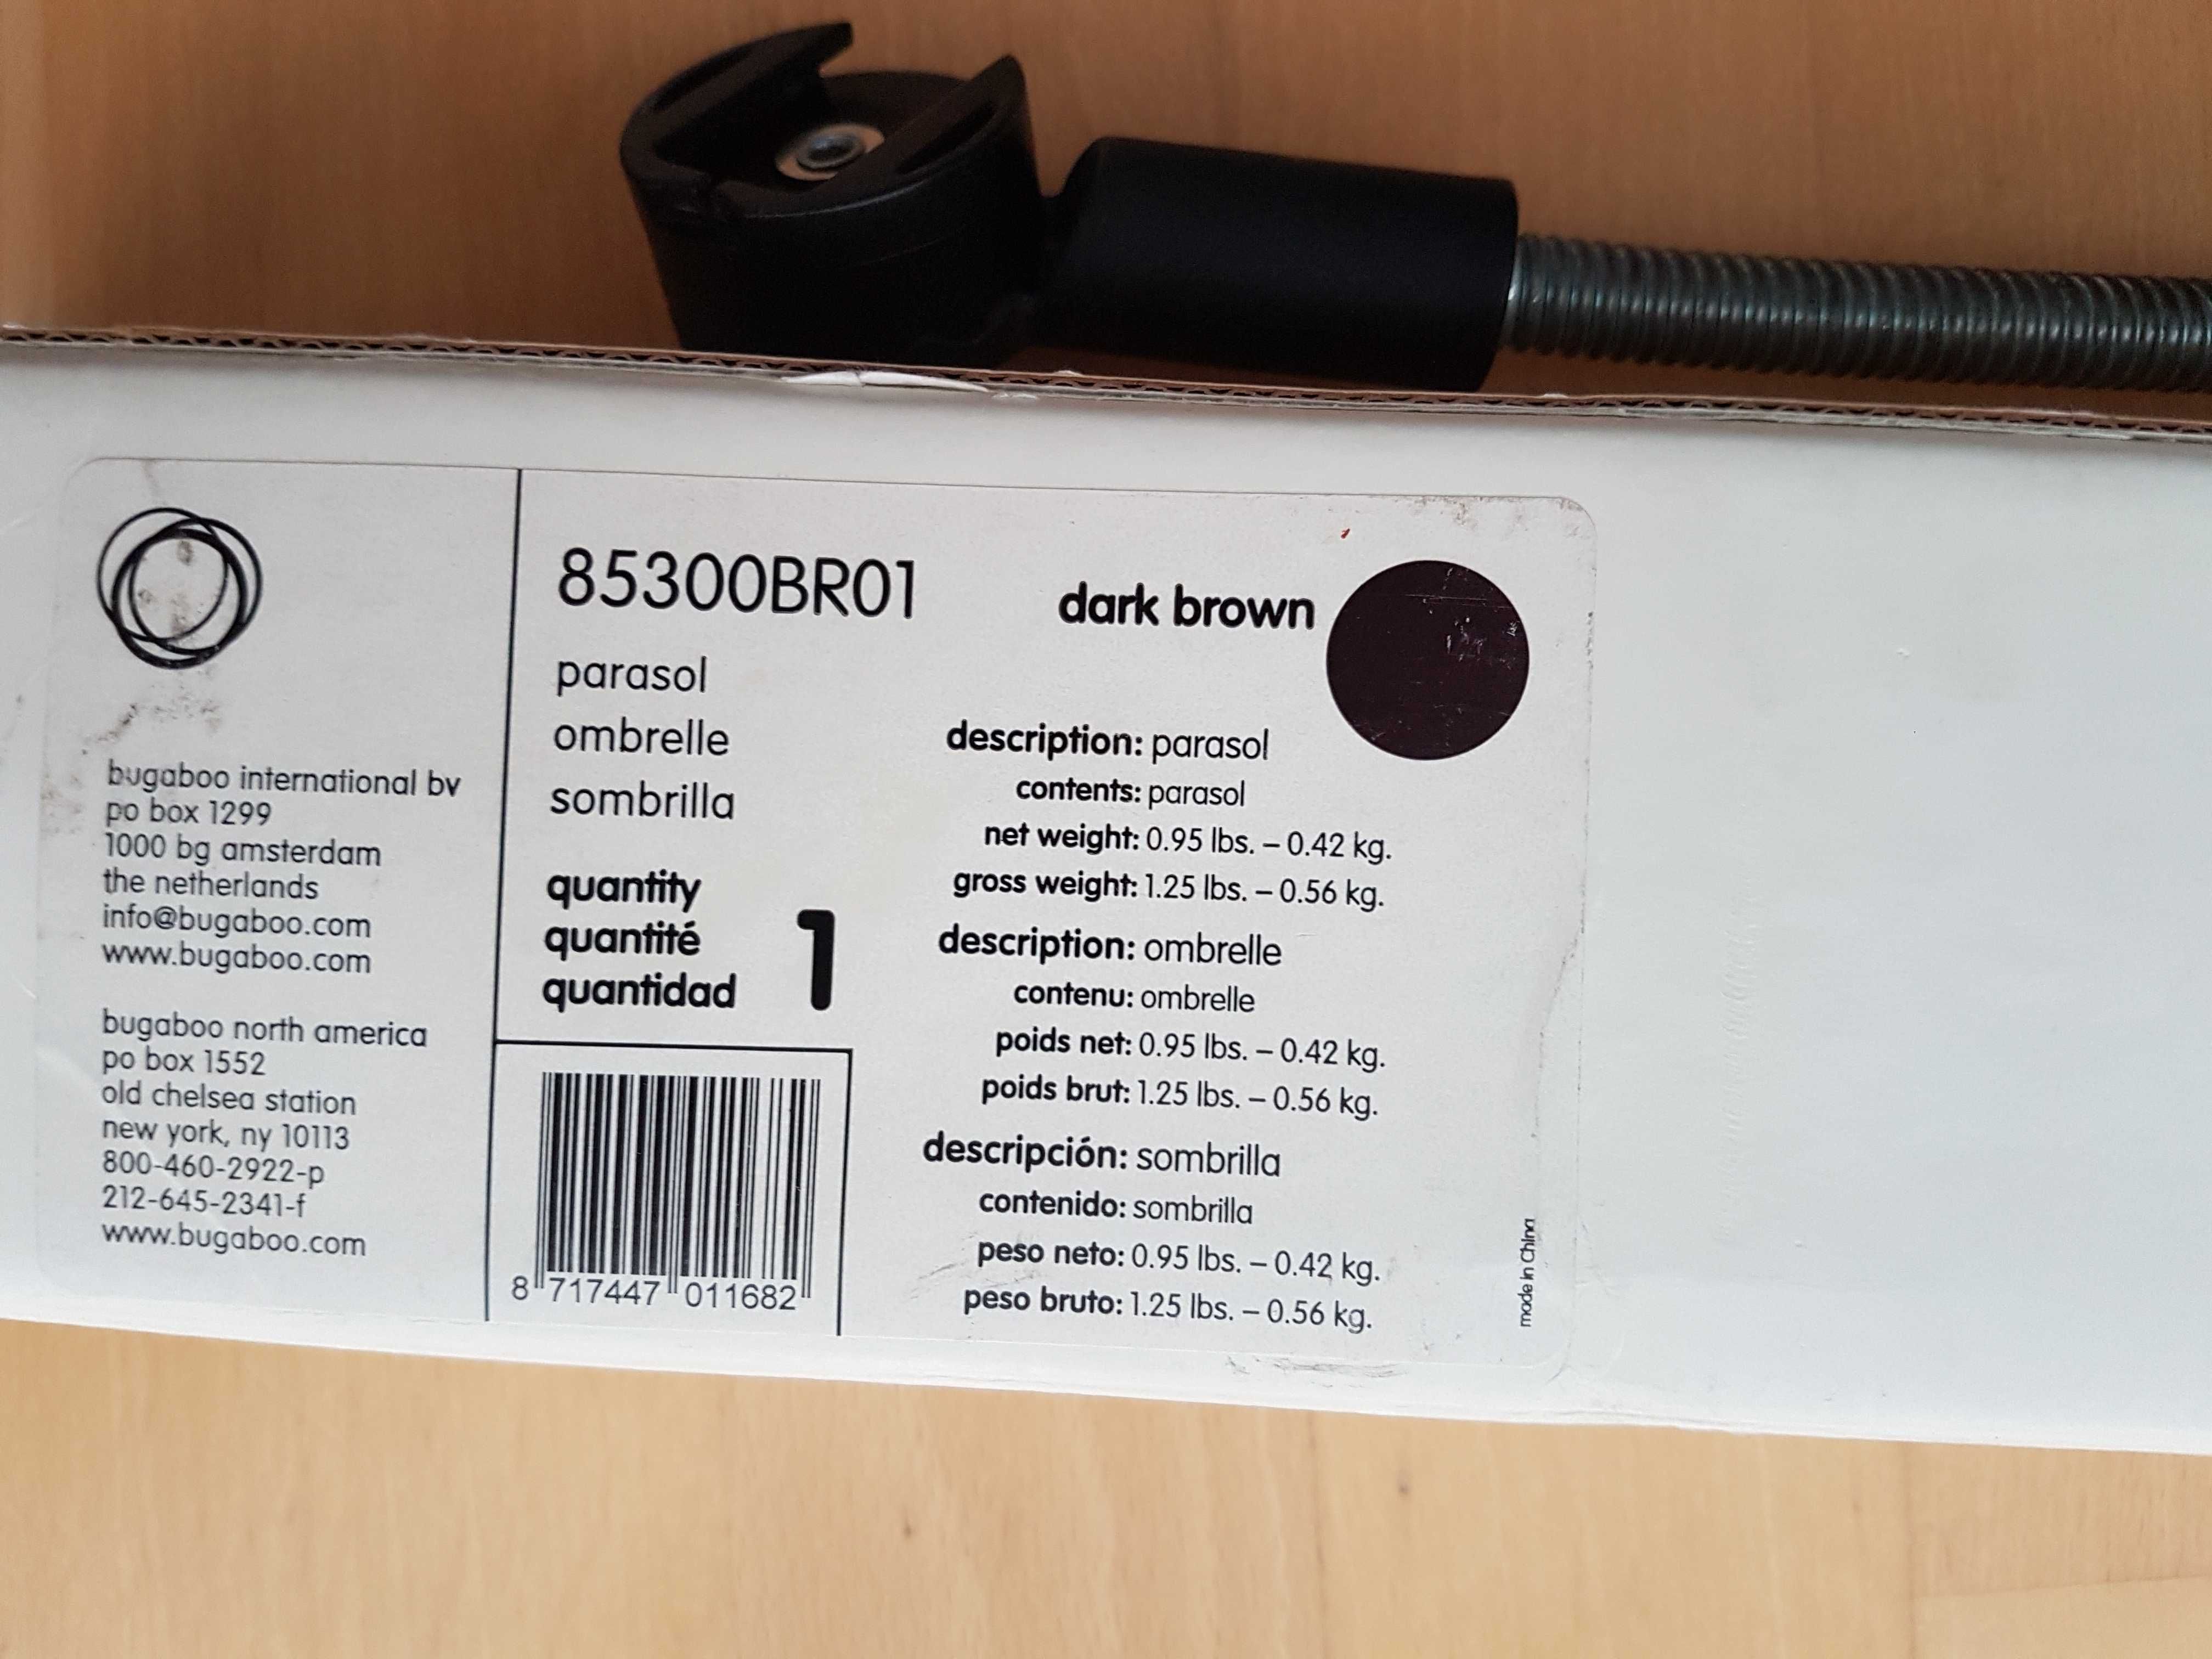 bugaboo international bv
po box 1299
1000 bg amsterdam
the netherlands
info@bugaboo.com
www.bugaboo.com
bugaboo north america
po box 1552
old chelsea station
new york, ny 10113
800-460-2922-p
212-645-2341-f
www.bugaboo.com
85300BR01
parasol
ombrelle
sombrilla
quantity
quantité
quantidad
1
8 717447 011682
dark brown
description: parasol
contents: parasol
net weight: 0.95 lbs. – 0.42 kg.
gross weight: 1.25 lbs. – 0.56 kg.
description: ombrelle
contenu: ombrelle
poids net: 0.95 lbs. – 0.42 kg.
poids brut: 1.25 lbs. – 0.56 kg.
descripción: sombrilla
contenido: sombrilla
peso neto: 0.95 lbs. – 0.42 kg.
peso bruto: 1.25 lbs. – 0.56 kg.
made in China